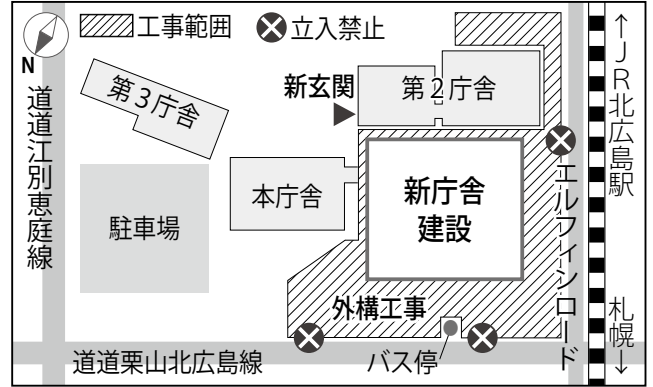 N
工事範囲
立入禁止
第3庁舎
新玄関
第2庁舎
本庁舎
新庁舎
建設
駐車場
外構工事
バス停
道道江別恵庭線
道道栗山北広島線
エルフィンロード
↑JR北広島駅
札幌↓